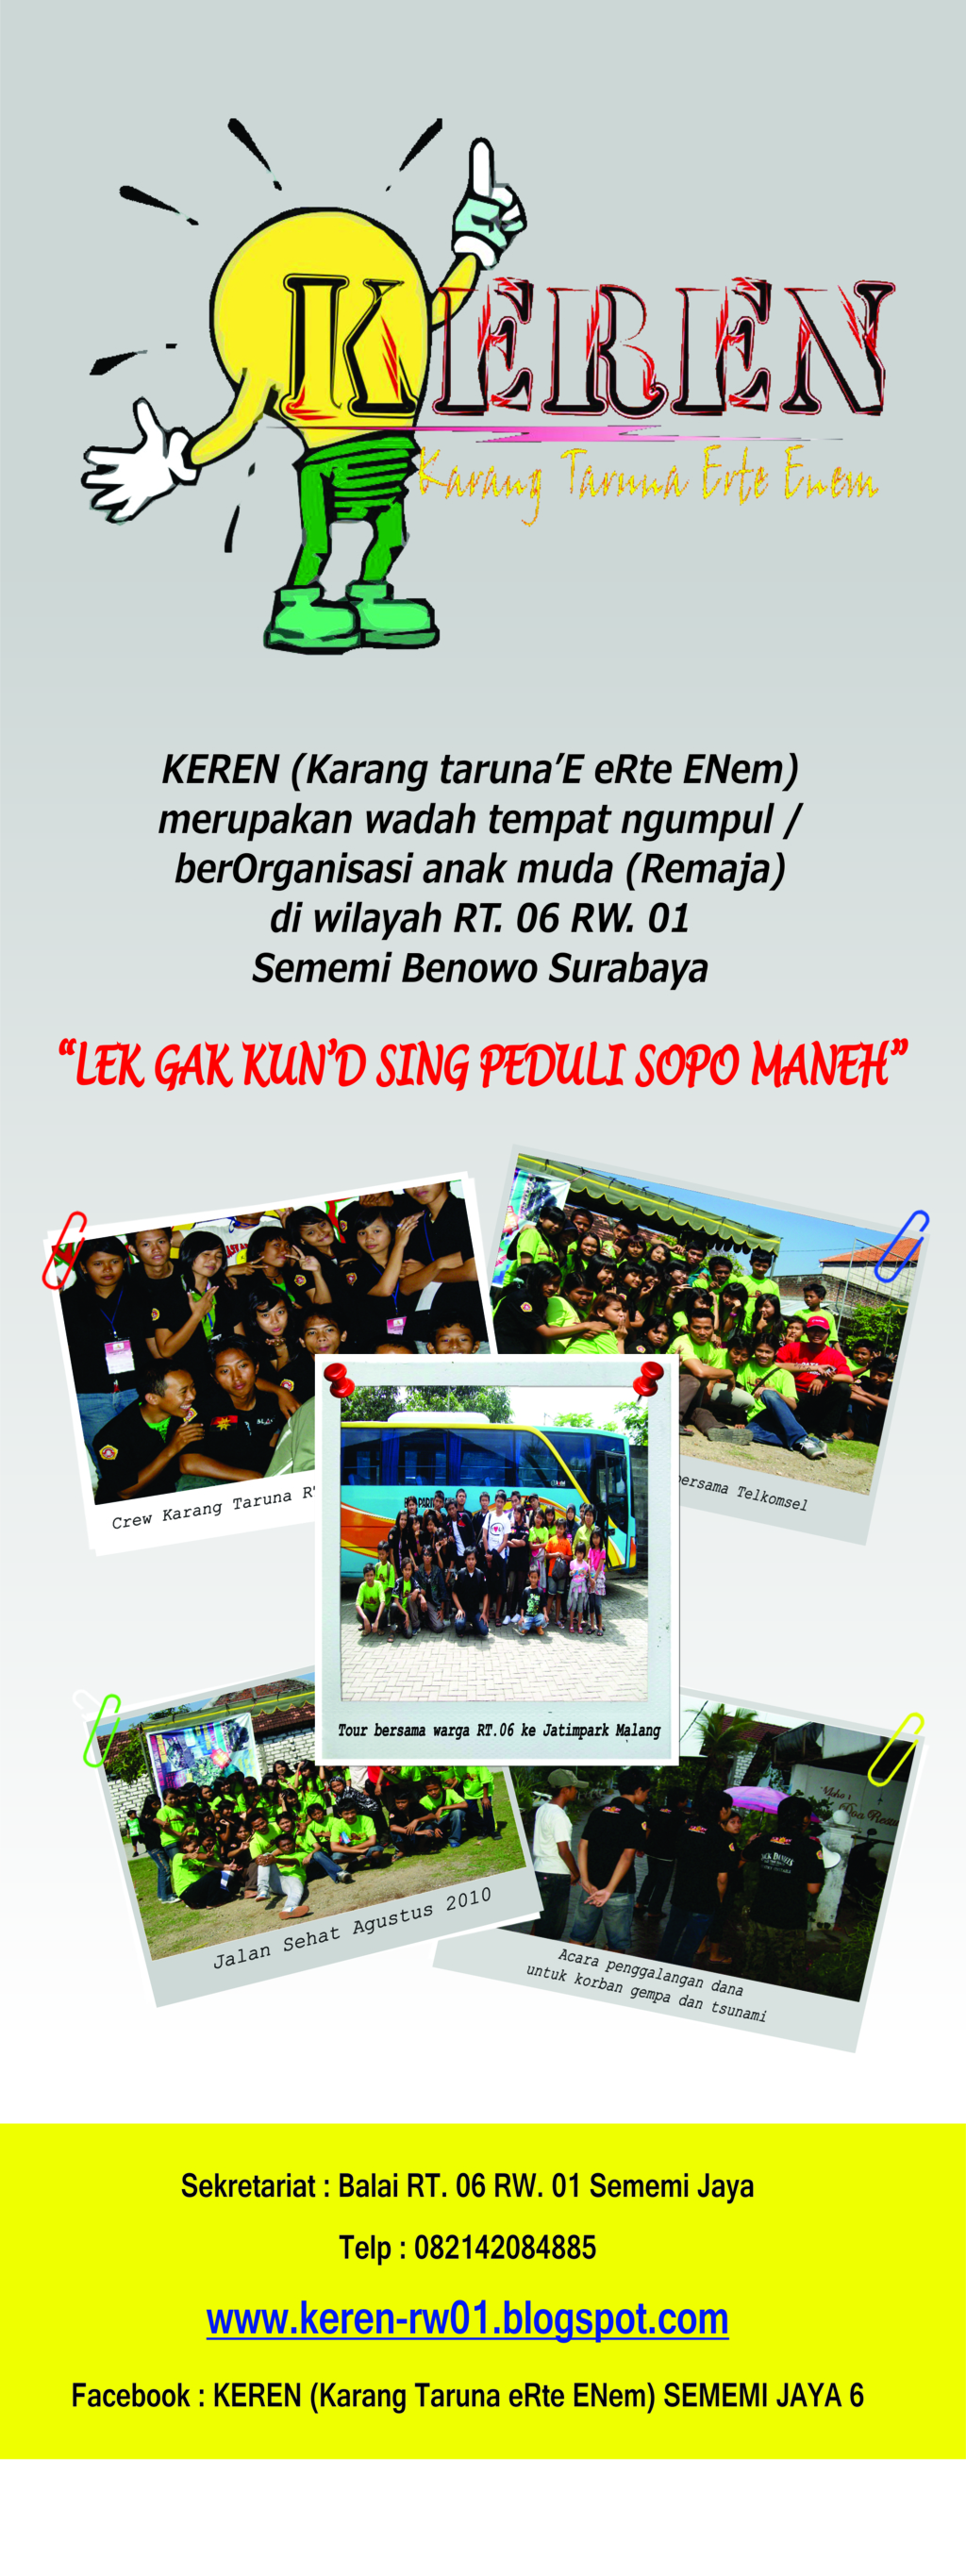 KEREN
Karang Taruna Erte Enem
KEREN (Karang taruna’E eRte ENem)
merupakan wadah tempat ngumpul /
berOrganisasi anak muda (Remaja)
di wilayah RT. 06 RW. 01
Sememi Benowo Surabaya
“LEK GAK KUN’D SING PEDULI SOPO MANEH”
Crew Karang Taruna
bersama Telkomsel
Tour bersama warga RT.06 ke Jatimpark Malang
Jalan Sehat Agustus 2010
Acara penggalangan dana
untuk korban gempa dan tsunami
Sekretariat : Balai RT. 06 RW. 01 Sememi Jaya
Telp : 082142084885
www.keren-rw01.blogspot.com
Facebook : KEREN (Karang Taruna eRte ENem) SEMEMI JAYA 6